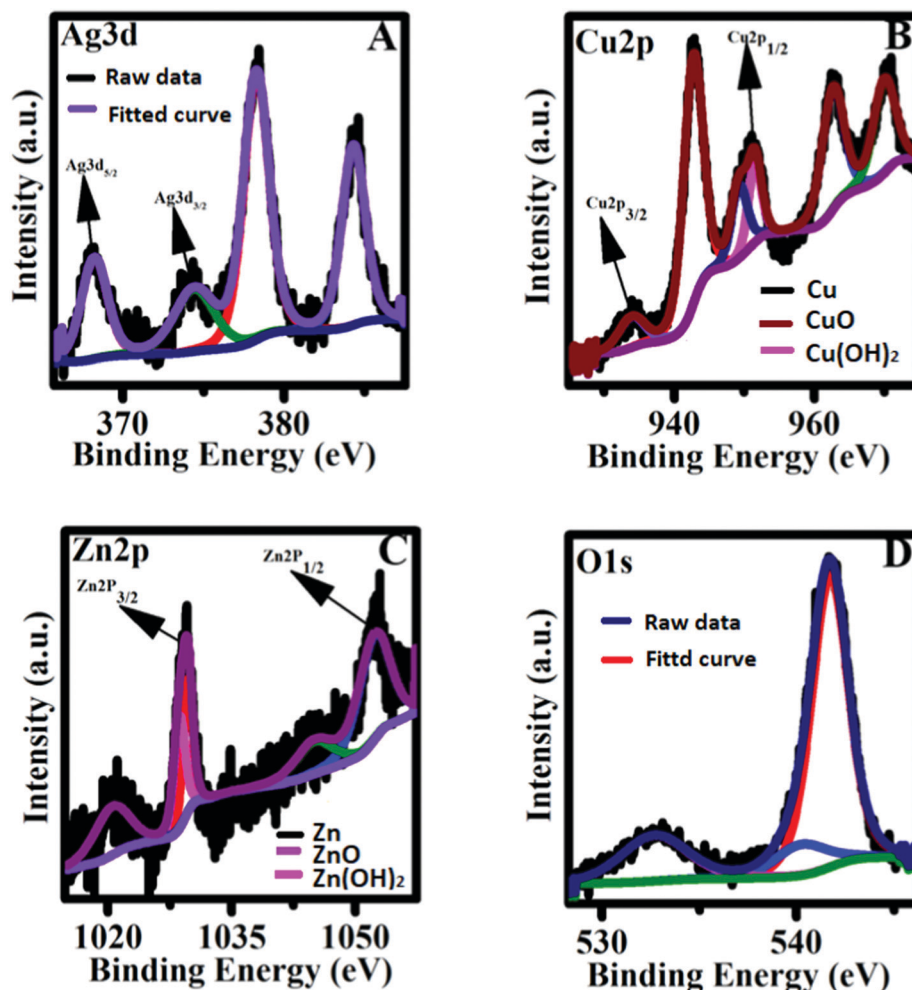 Ag3d A
Raw data
Fitted curve
Ag3d5/2
Ag3d3/2
Intensity (a.u.)
370 380
Binding Energy (eV)
Cu2p B
Cu2p1/2
Cu2p3/2
Cu
CuO
Cu(OH)2
Intensity (a.u.)
940 960
Binding Energy (eV)
Zn2p C
Zn2P1/2
Zn2P3/2
Zn
ZnO
Zn(OH)2
Intensity (a.u.)
1020 1035 1050
Binding Energy (eV)
O1s D
Raw data
Fittd curve
Intensity (a.u.)
530 540
Binding Energy (eV)